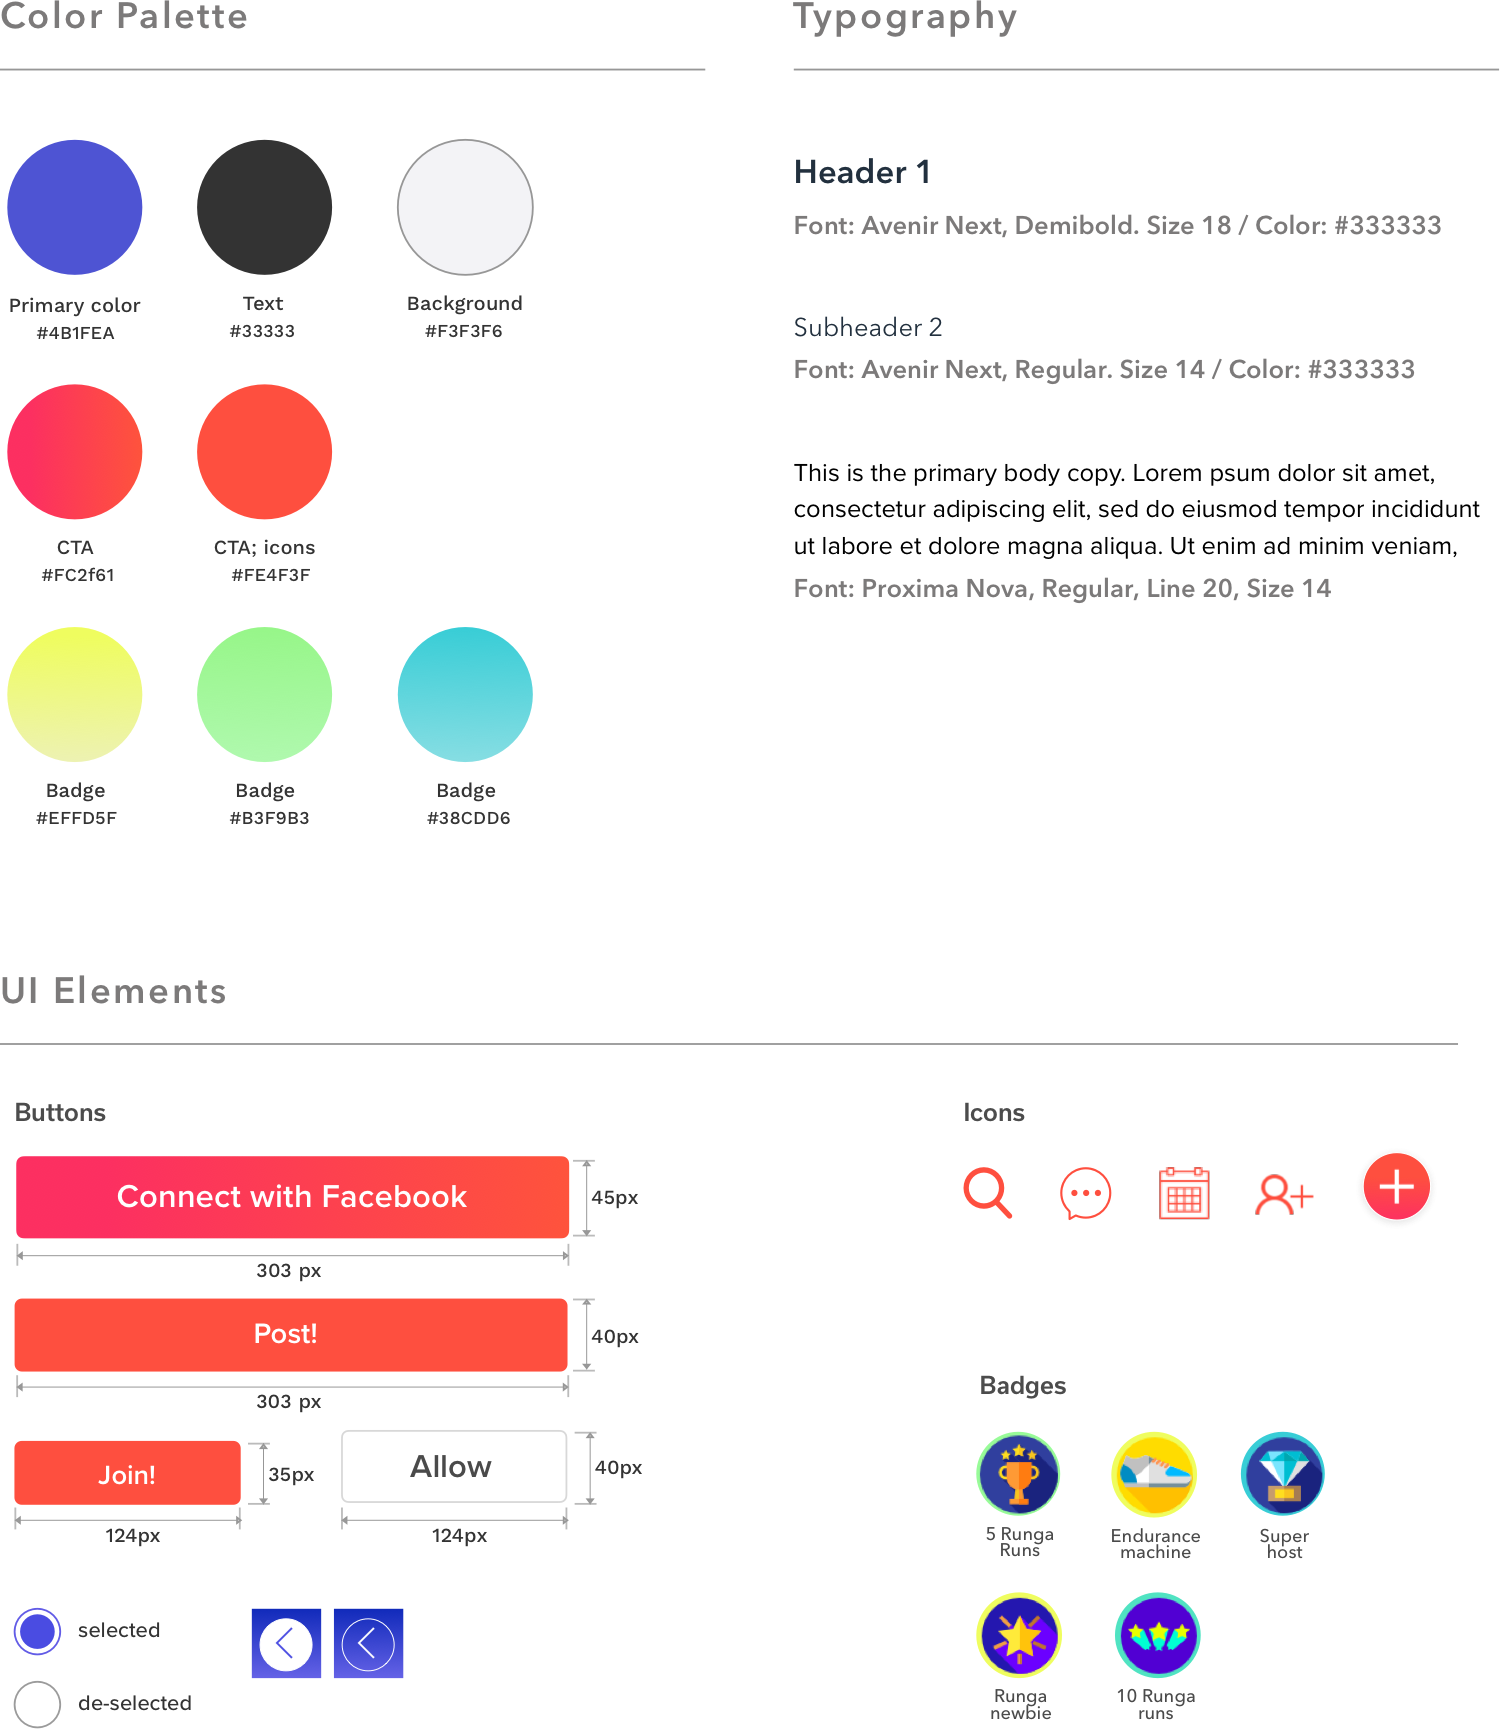 Color Palette
Primary color
#4B1FEA
Text
#33333
Background
#F3F3F6
CTA
#FC2f61
CTA; icons
#FE4F3F
Badge
#EFFD5F
Badge
#B3F9B3
Badge
#38CDD6
Typography
Header 1
Font: Avenir Next, Demibold. Size 18 / Color: #333333
Subheader 2
Font: Avenir Next, Regular. Size 14 / Color: #333333
This is the primary body copy. Lorem psum dolor sit amet,
consectetur adipiscing elit, sed do eiusmod tempor incididunt
ut labore et dolore magna aliqua. Ut enim ad minim veniam,
Font: Proxima Nova, Regular, Line 20, Size 14
UI Elements
Buttons
Connect with Facebook
45px
303 px
Post!
40px
303 px
Join!
35px
124px
Allow
40px
124px
selected
de-selected
Icons
Badges
5 Runga
Runs
Endurance
machine
Super
host
Runga
newbie
10 Runga
runs